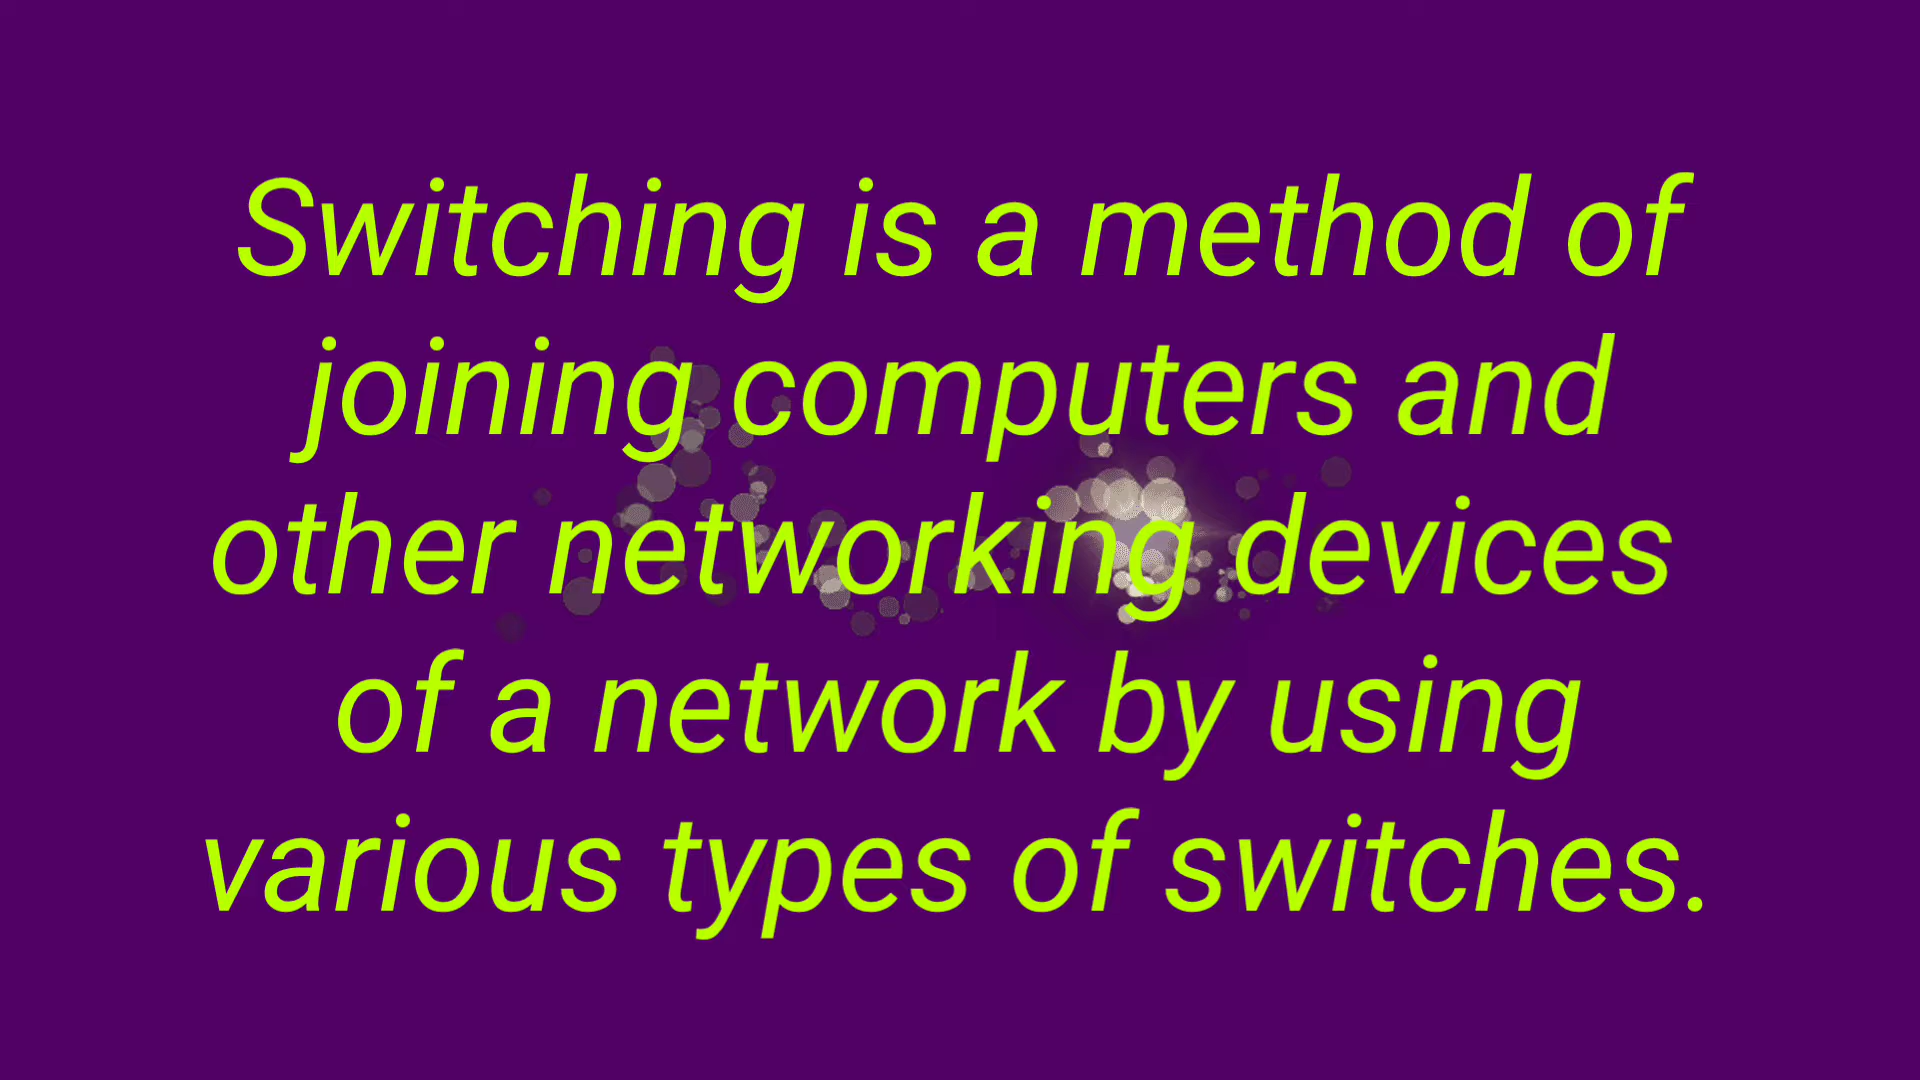 Switching is a method of
joining computers and
other networking devices
of a network by using
various types of switches.